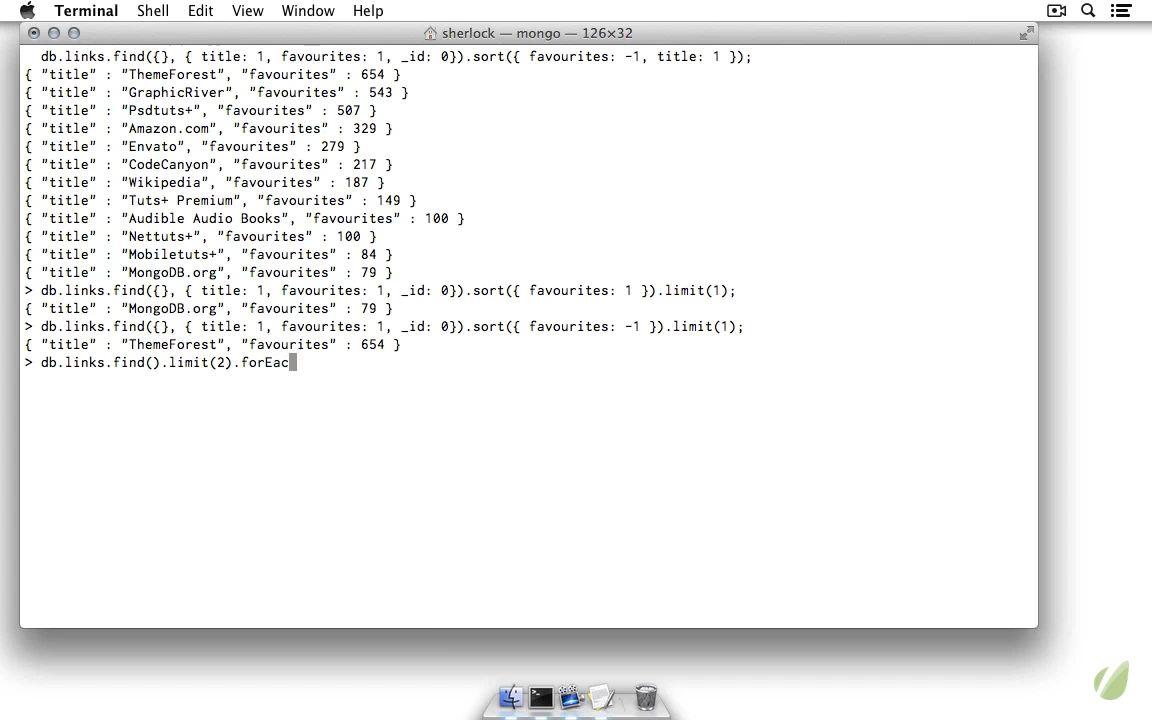 Terminal Shell Edit View Window Help
sherlock — mongo — 126×32
db.links.find({}, { title: 1, favourites: 1, _id: 0}).sort({ favourites: -1, title: 1 });
{ "title" : "ThemeForest", "favourites" : 654 }
{ "title" : "GraphicRiver", "favourites" : 543 }
{ "title" : "Psdtuts+", "favourites" : 507 }
{ "title" : "Amazon.com", "favourites" : 329 }
{ "title" : "Envato", "favourites" : 279 }
{ "title" : "CodeCanyon", "favourites" : 217 }
{ "title" : "Wikipedia", "favourites" : 187 }
{ "title" : "Tuts+ Premium", "favourites" : 149 }
{ "title" : "Audible Audio Books", "favourites" : 100 }
{ "title" : "Nettuts+", "favourites" : 100 }
{ "title" : "Mobiletuts+", "favourites" : 84 }
{ "title" : "MongoDB.org", "favourites" : 79 }
> db.links.find({}, { title: 1, favourites: 1, _id: 0}).sort({ favourites: 1 }).limit(1);
{ "title" : "MongoDB.org", "favourites" : 79 }
> db.links.find({}, { title: 1, favourites: 1, _id: 0}).sort({ favourites: -1 }).limit(1);
{ "title" : "ThemeForest", "favourites" : 654 }
> db.links.find().limit(2).forEac